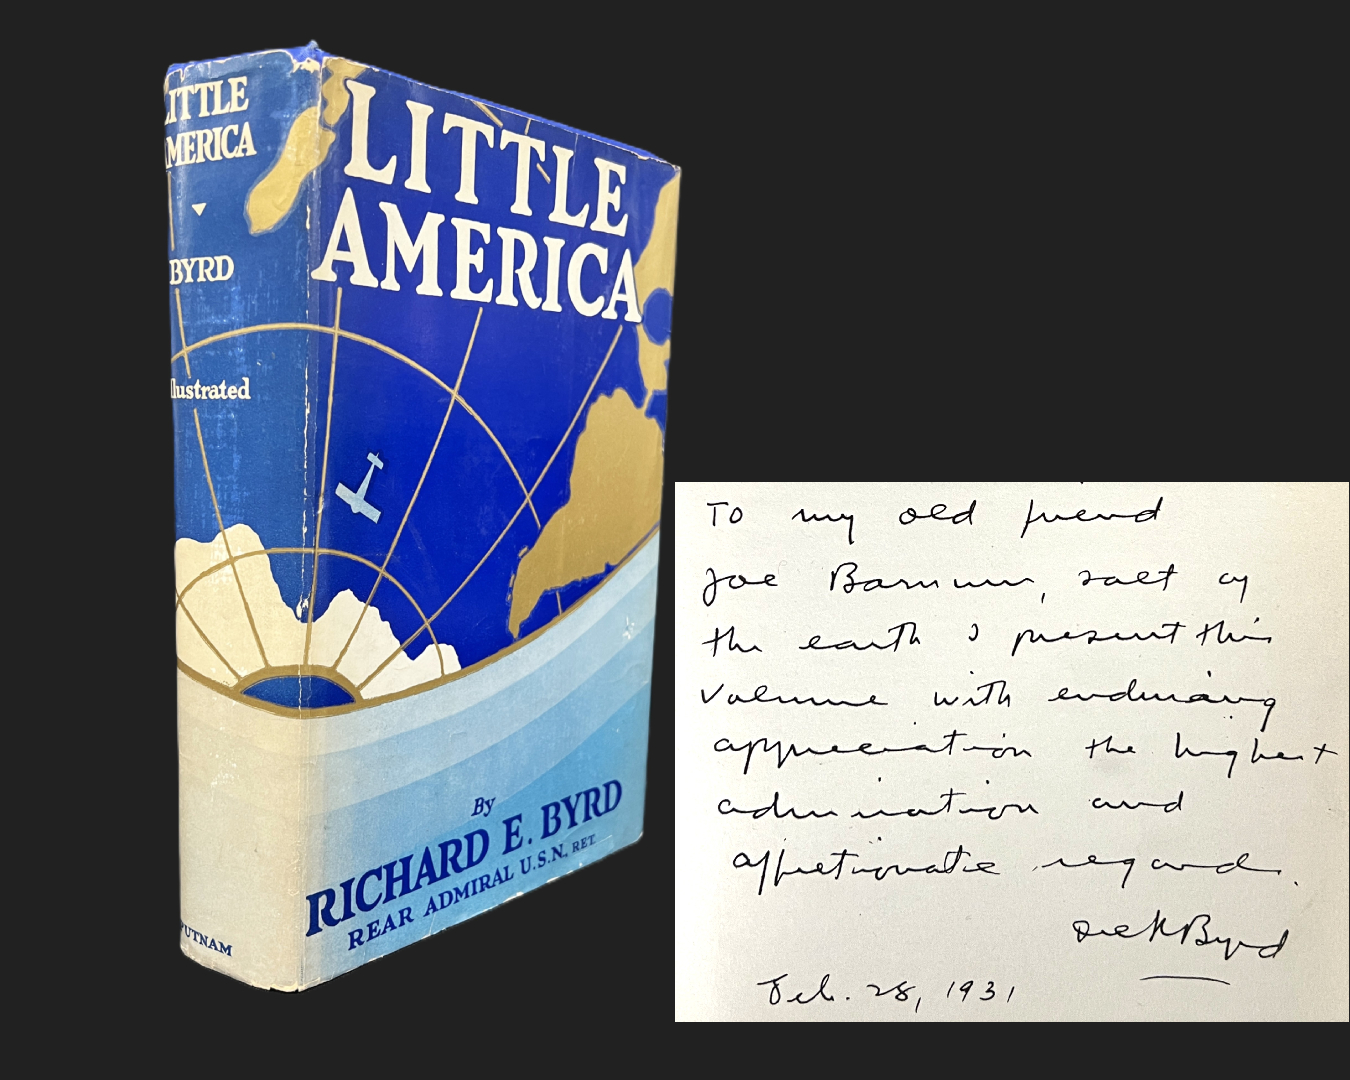 LITTLE
AMERICA
BYRD
llustrated
UTNAM
LITTLE
AMERICA
By
RICHARD E. BYRD
REAR ADMIRAL U.S.N. RET.
To my old friend
Joe Barnum, salt of
the earth I present this
volume with enduring
appreciation the highest
admiration and
affectionate regard.
Dick Byrd
Feb. 28, 1931